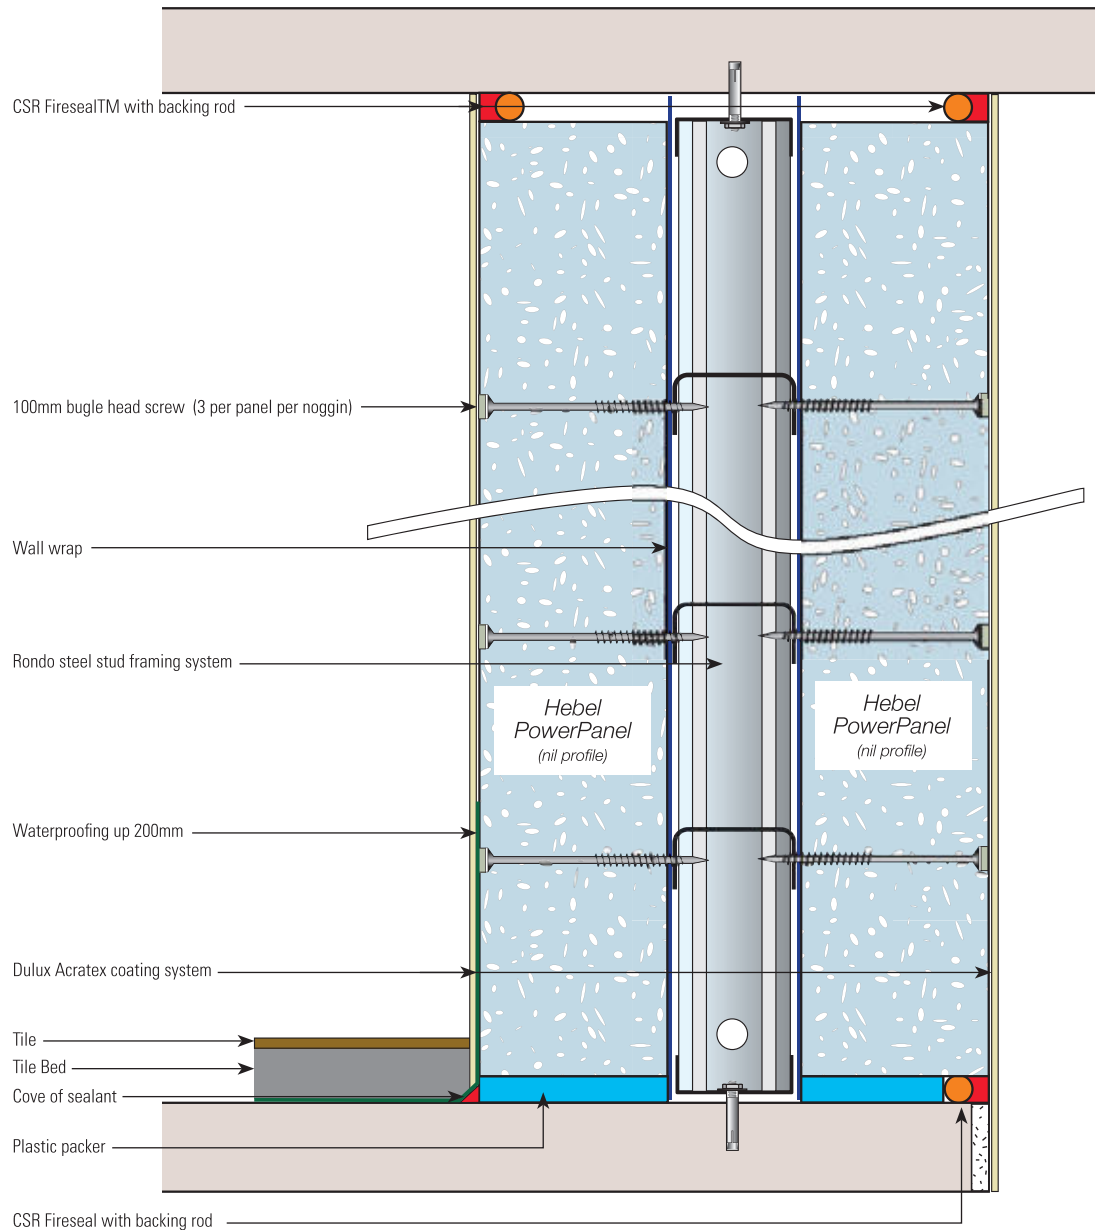 CSR FiresealTM with backing rod
100mm bugle head screw (3 per panel per noggin)
Wall wrap
Rondo steel stud framing system
Hebel
PowerPanel
(nil profile)
Hebel
PowerPanel
(nil profile)
Waterproofing up 200mm
Dulux Acratex coating system
Tile
Tile Bed
Cove of sealant
Plastic packer
CSR Fireseal with backing rod